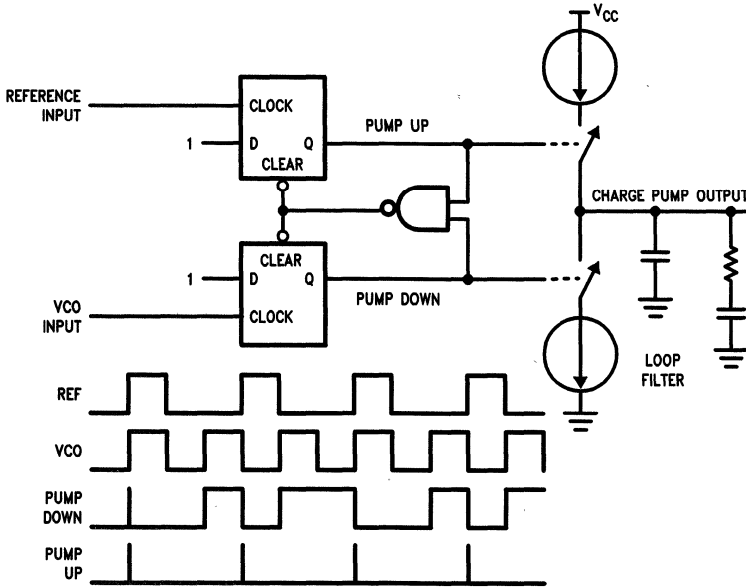 VCC
REFERENCE
INPUT
CLOCK
PUMP UP
1
D
Q
CLEAR
CHARGE PUMP OUTPUT
CLEAR
1
D
Q
PUMP DOWN
CLOCK
VCO
INPUT
LOOP
FILTER
REF
VCO
PUMP
DOWN
PUMP
UP